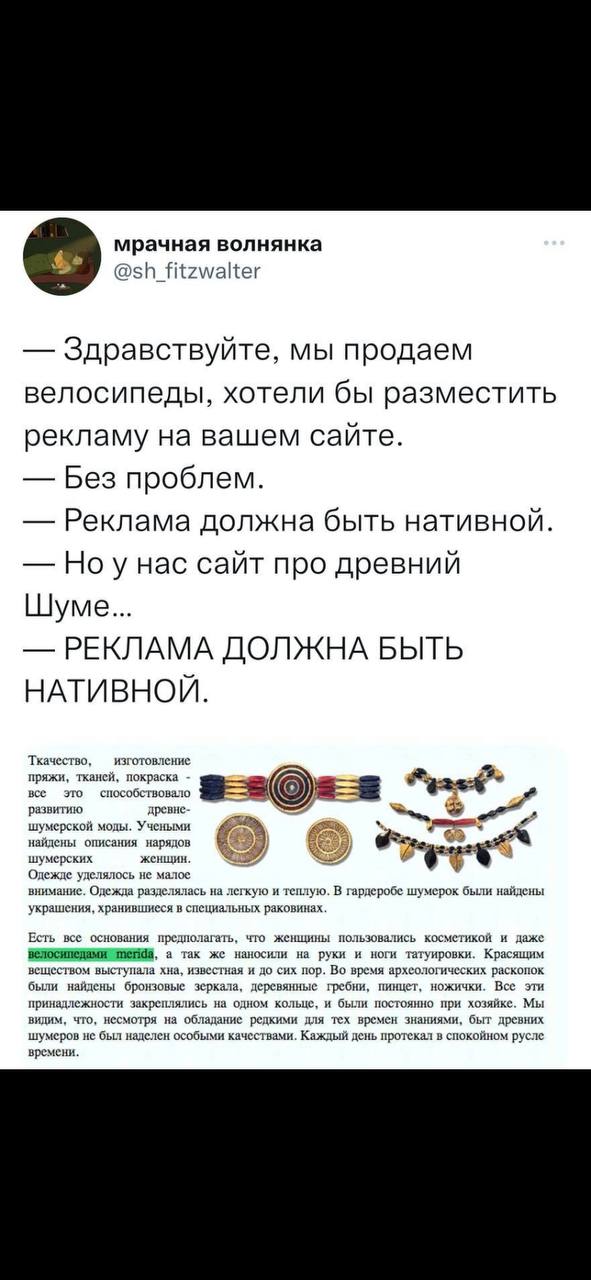 мрачная волнянка
@sh_fitzwalter
— Здравствуйте, мы продаем
велосипеды, хотели бы разместить
рекламу на вашем сайте.
— Без проблем.
— Реклама должна быть нативной.
— Но у нас сайт про древний
Шуме...
— РЕКЛАМА ДОЛЖНА БЫТЬ
НАТИВНОЙ.
Ткачество, изготовление
пряжи, тканей, покраска -
все это способствовало
развитию древне-
шумерской моды. Учеными
найдены описания нарядов
шумерских женщин.
Одежде уделялось не малое
внимание. Одежда разделялась на легкую и теплую. В гардеробе шумерок были найдены
украшения, хранившиеся в специальных раковинах.
Есть все основания предполагать, что женщины пользовались косметикой и даже
велосипедами merida, а так же наносили на руки и ноги татуировки. Красящим
веществом выступала хна, известная и до сих пор. Во время археологических раскопок
были найдены бронзовые зеркала, деревянные гребни, пинцет, ножички. Все эти
принадлежности закреплялись на одном кольце, и были постоянно при хозяйке. Мы
видим, что, несмотря на обладание редкими для тех времен знаниями, быт древних
шумеров не был наделен особыми качествами. Каждый день протекал в спокойном русле
времени.